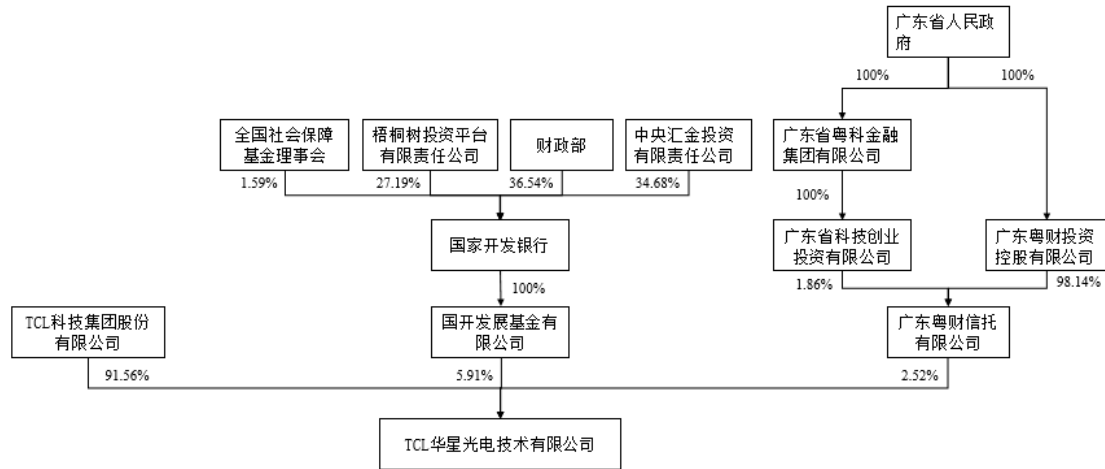 广东省人民政
府
100%
100%
全国社会保障
基金理事会
梧桐树投资平台
有限责任公司
财政部
中央汇金投资
有限责任公司
广东省粤科金融
集团有限公司
1.59%
27.19%
36.54%
34.68%
100%
国家开发银行
广东省科技创业
投资有限公司
广东粤财投资
控股有限公司
100%
1.86%
98.14%
TCL科技集团股份
有限公司
国开发展基金有
限公司
广东粤财信托
有限公司
91.56%
5.91%
2.52%
TCL华星光电技术有限公司